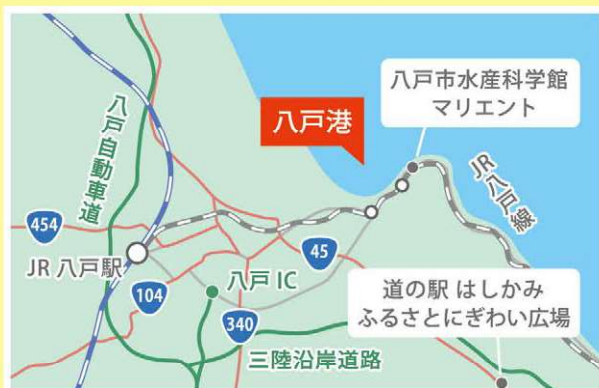 八戸市水産科学館
マリエント
八戸港
八戸自動車道
JR八戸線
454
JR 八戸駅
45
八戸 IC
104
340
道の駅 はしかみ
ふるさとにぎわい広場
三陸沿岸道路